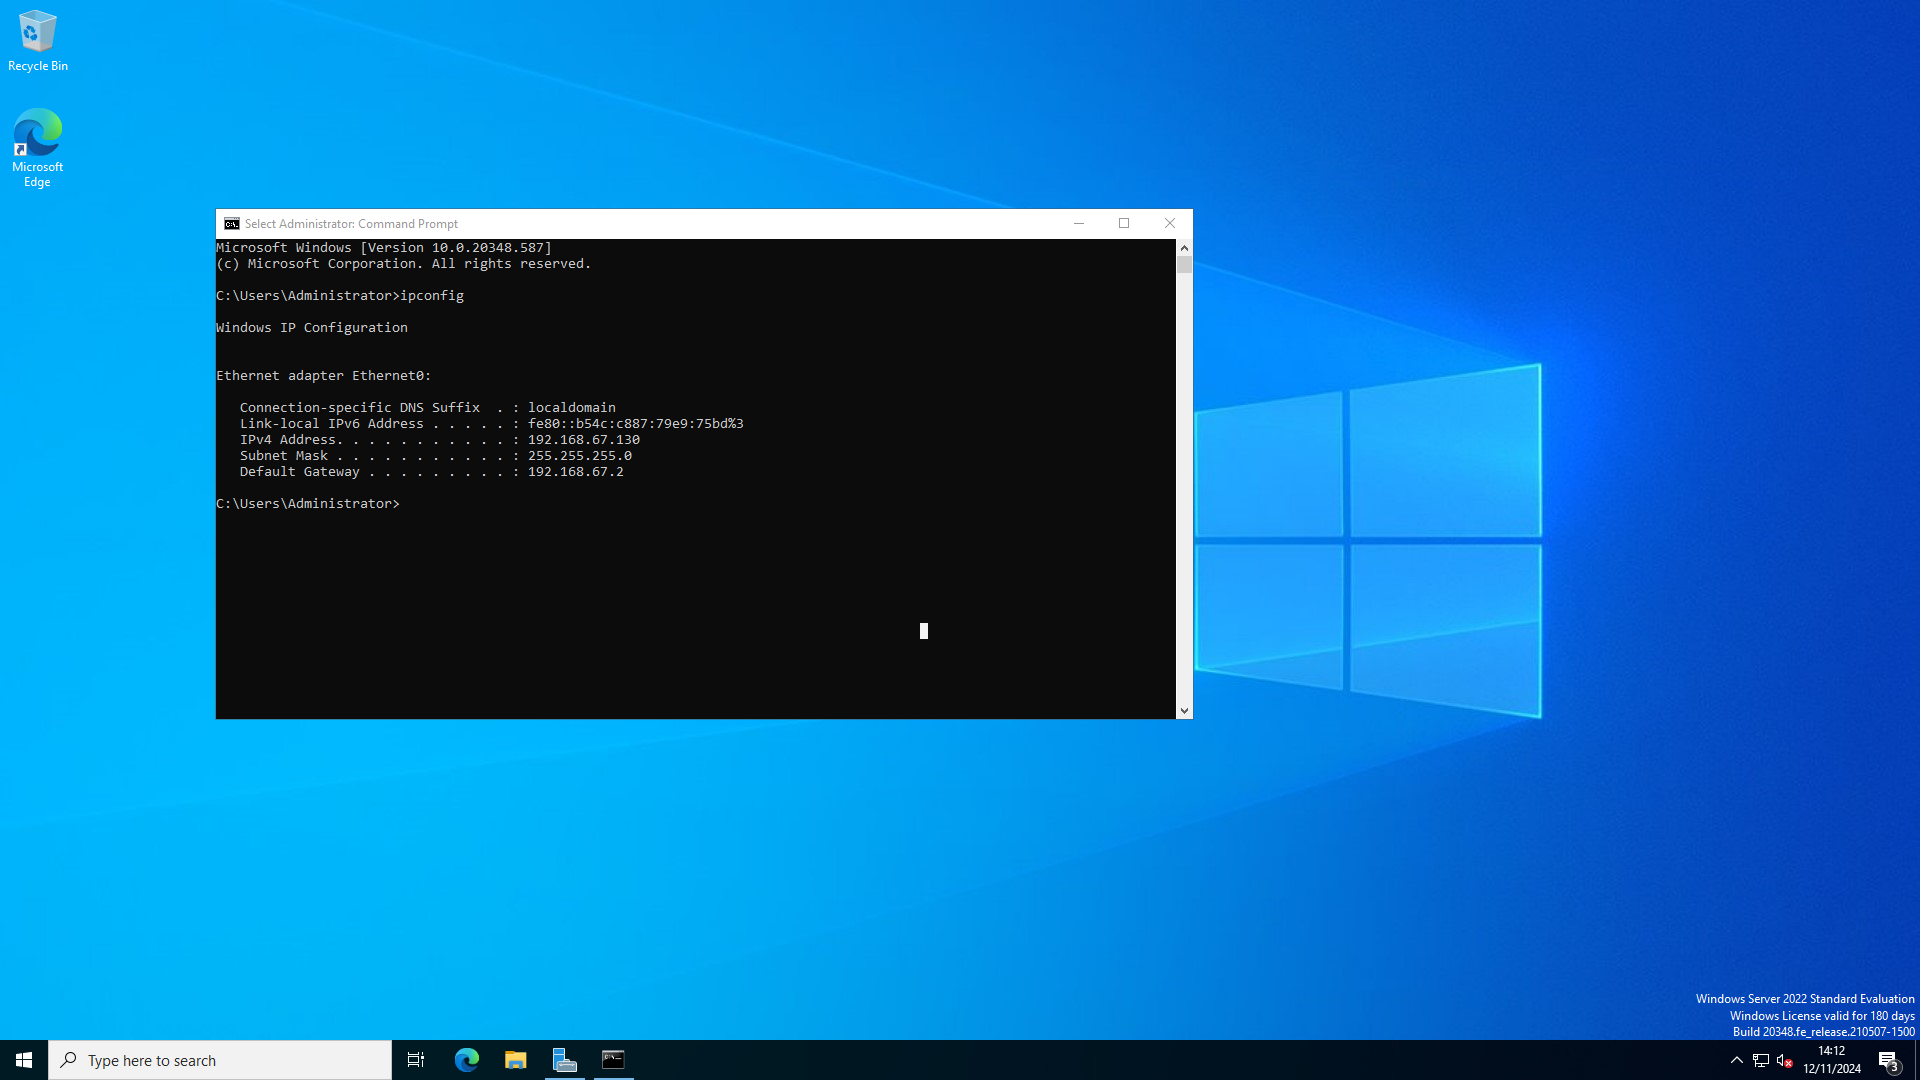 Recycle Bin
Microsoft
Edge
Select Administrator: Command Prompt
Microsoft Windows [Version 10.0.20348.587]
(c) Microsoft Corporation. All rights reserved.
C:\Users\Administrator>ipconfig
Windows IP Configuration
Ethernet adapter Ethernet0:
Connection-specific DNS Suffix  . : localdomain
Link-local IPv6 Address . . . . . : fe80::b54c:c887:79e9:75bd%3
IPv4 Address. . . . . . . . . . . : 192.168.67.130
Subnet Mask . . . . . . . . . . . : 255.255.255.0
Default Gateway . . . . . . . . . : 192.168.67.2
C:\Users\Administrator>
Windows Server 2022 Standard Evaluation
Windows License valid for 180 days
Build 20348.fe_release.210507-1500
Type here to search
14:12
12/11/2024
3